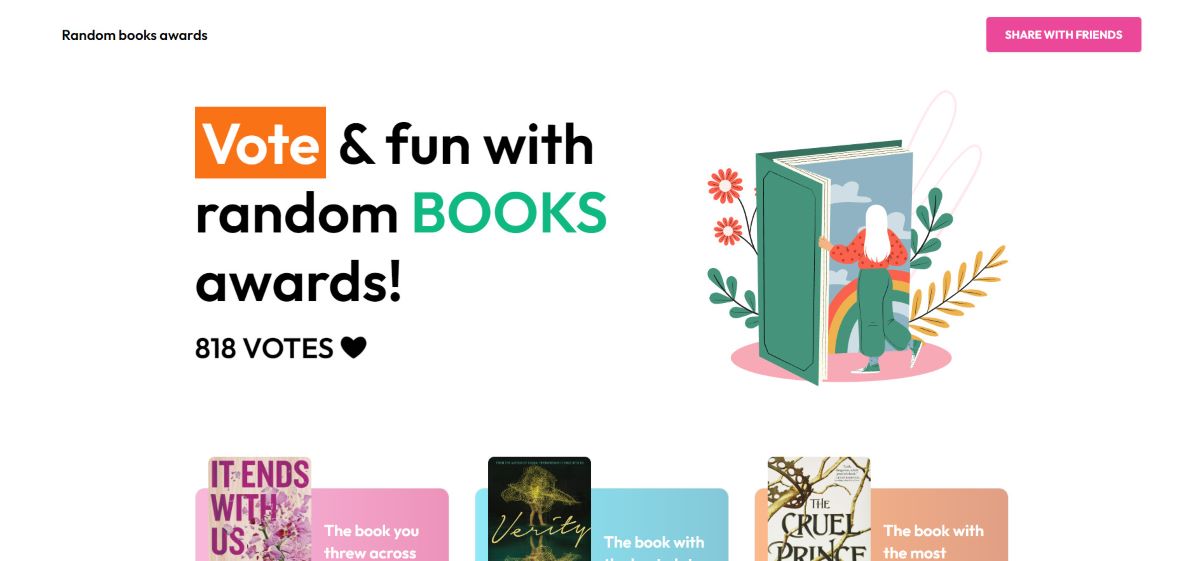 Random books awards
SHARE WITH FRIENDS
Vote & fun with
random BOOKS
awards!
818 VOTES
IT ENDS
WITH
US
The book you
threw across
Verity
The book with
THE
CRUEL
PRINCE
The book with
the most